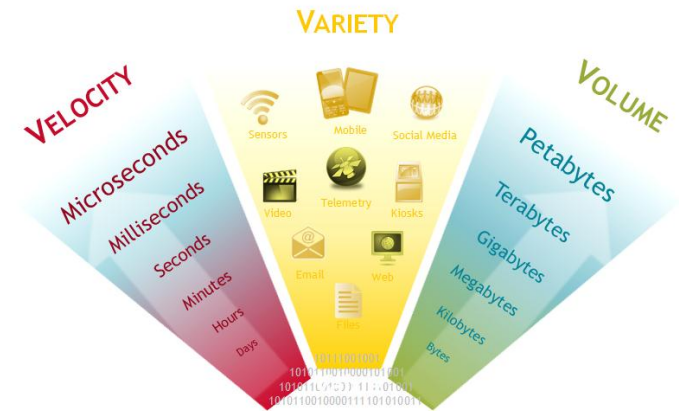 VARIETY
VELOCITY
VOLUME
Microseconds
Milliseconds
Seconds
Minutes
Hours
Days
Sensors
Mobile
Social Media
Video
Telemetry
Kiosks
@
Email
Web
Files
Petabytes
Terabytes
Gigabytes
Megabytes
Kilobytes
Bytes
10111001001